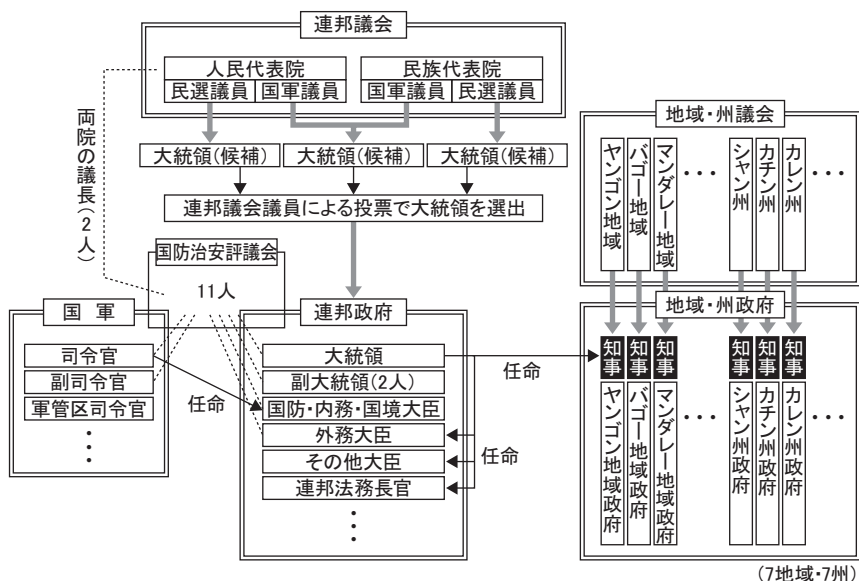 連邦議会
人民代表院
民選議員 国軍議員
民族代表院
国軍議員 民選議員
両院の議長(2人)
大統領(候補) 大統領(候補) 大統領(候補)
連邦議会議員による投票で大統領を選出
国防治安評議会
11人
国 軍
司令官
副司令官
軍管区司令官
・・・
任命
連邦政府
大統領
副大統領(2人)
国防・内務・国境大臣
外務大臣
その他大臣
連邦法務長官
・・・
任命
任命
地域・州議会
ヤンゴン地域
バゴー地域
マンダレー地域
・・・
シャン州
カチン州
カレン州
・・・
地域・州政府
知事 知事 知事 知事 知事 知事
ヤンゴン地域政府
バゴー地域政府
マンダレー地域政府
・・・
シャン州政府
カチン州政府
カレン州政府
・・・
(7地域・7州)